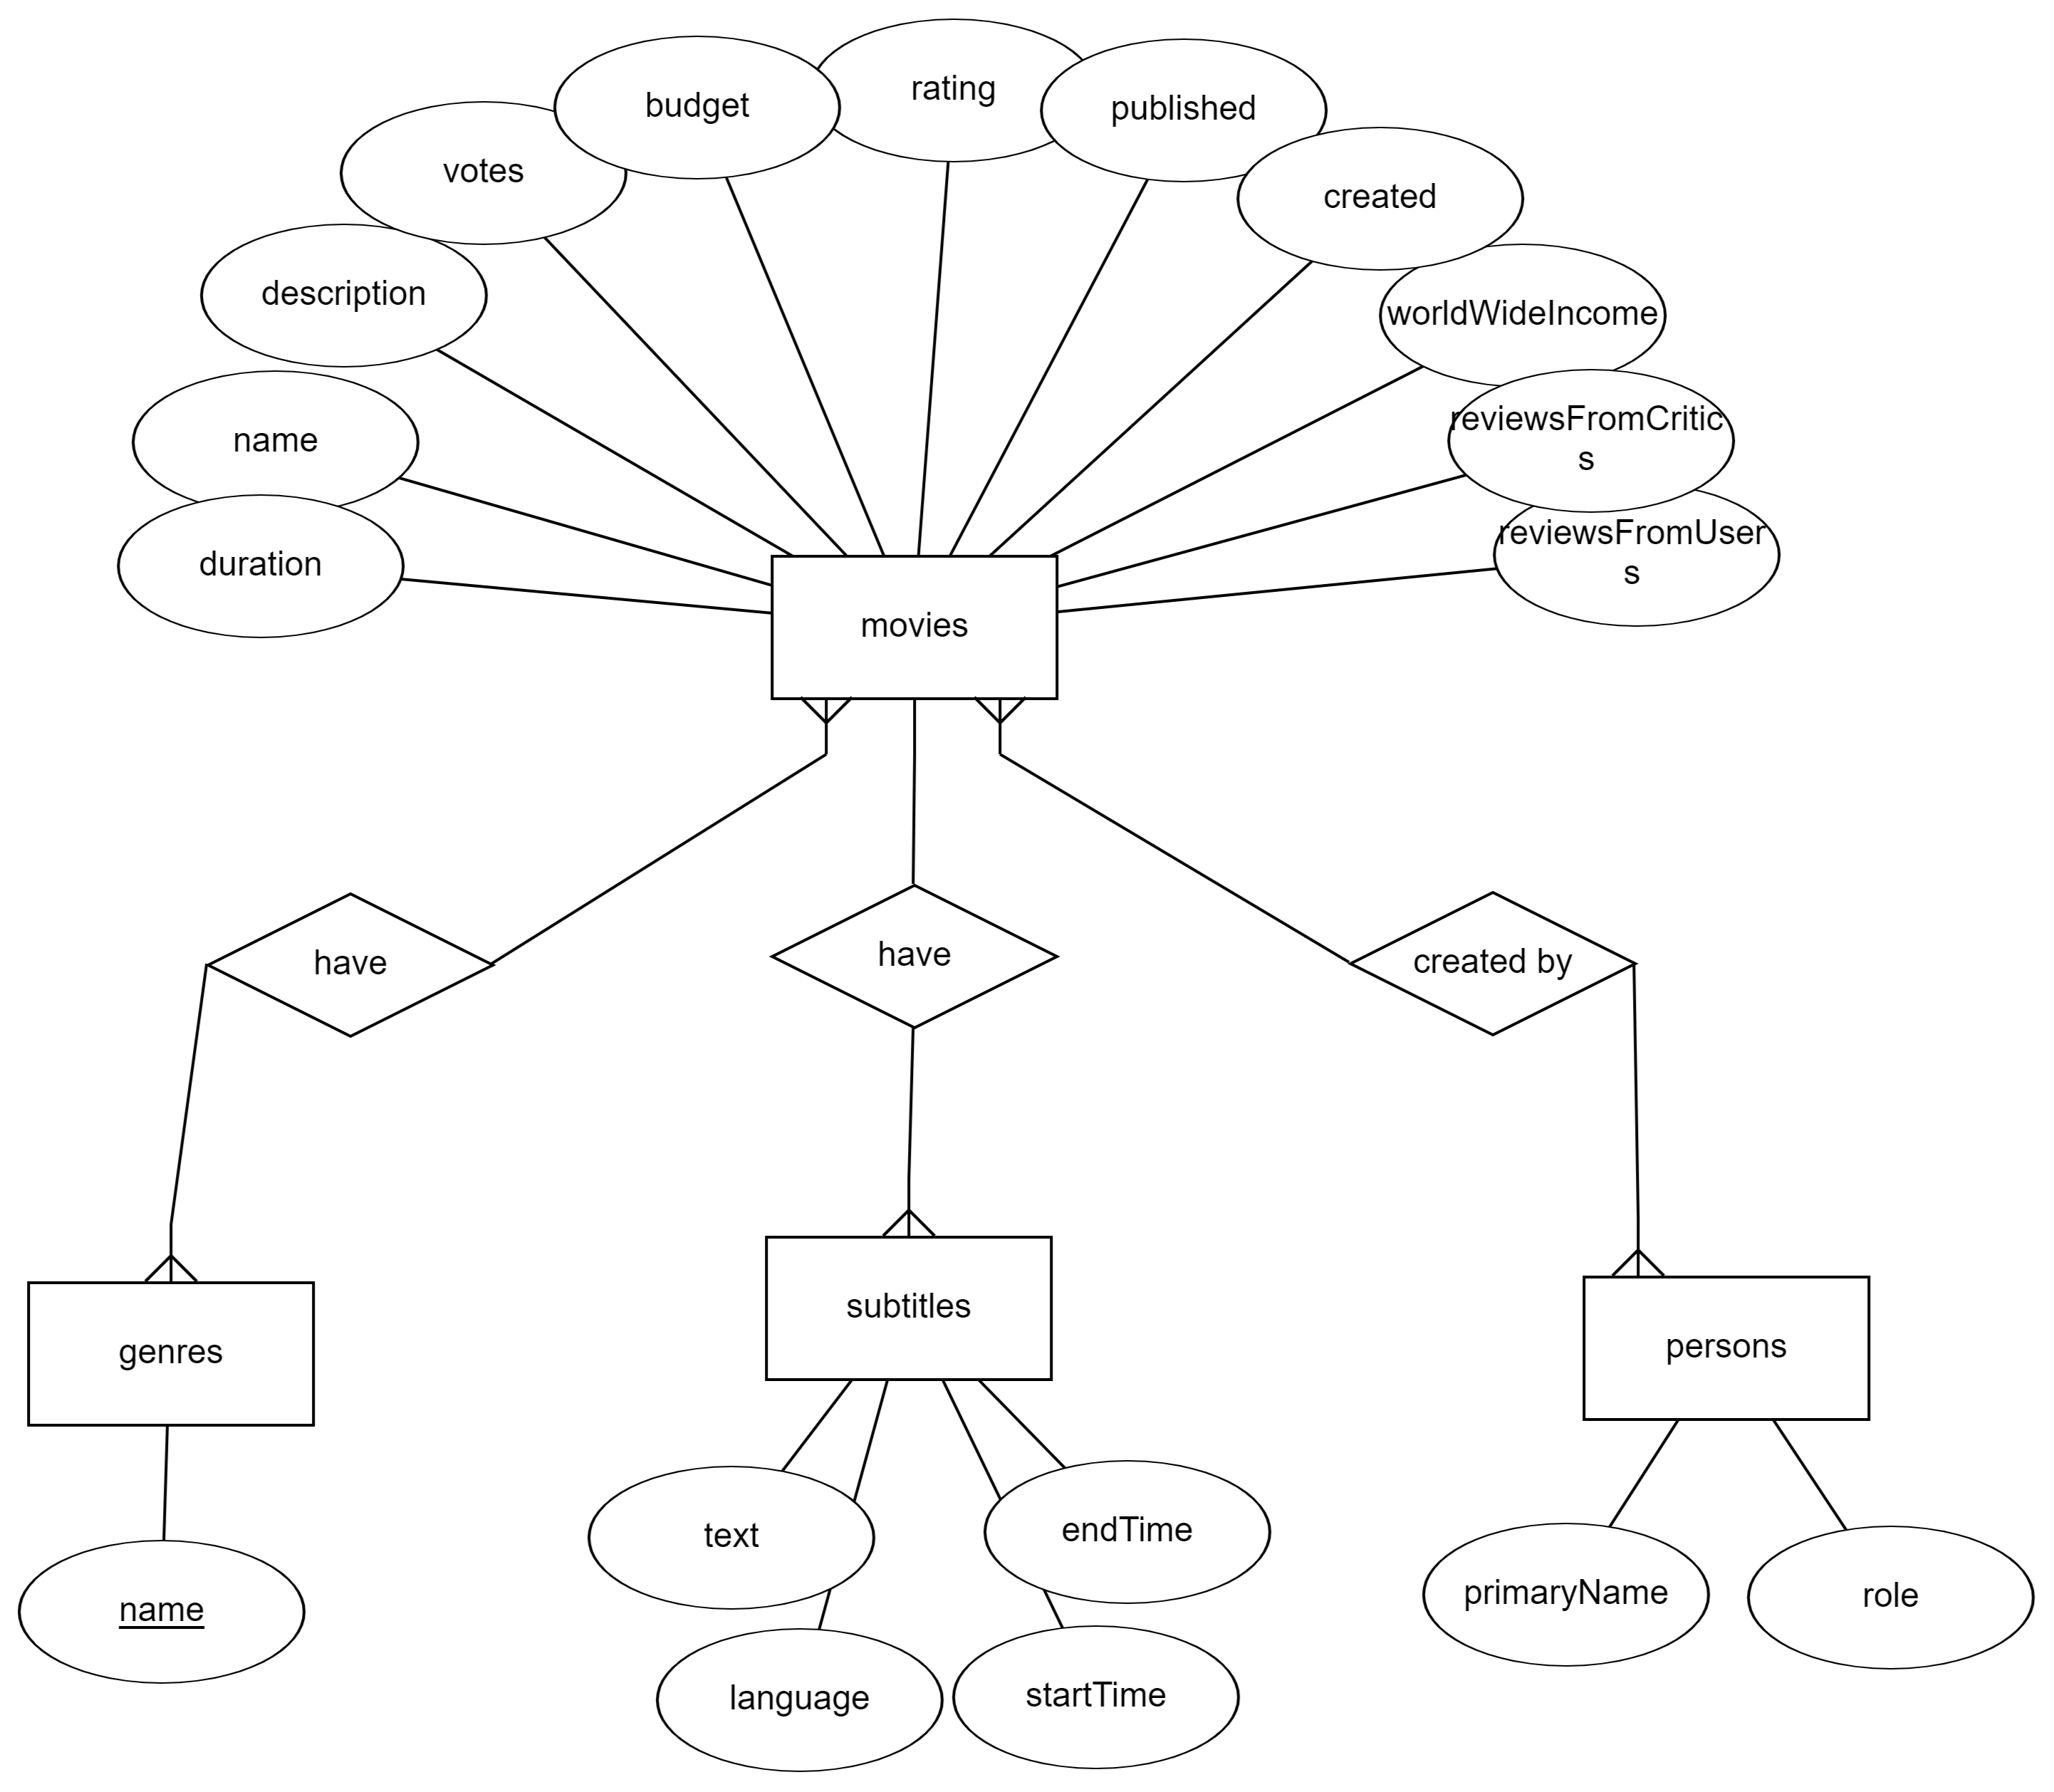 rating
budget
published
votes
created
description
worldWideIncome
reviewsFromCritic
s
name
reviewsFromUser
s
duration
movies
have
have
created by
genres
subtitles
persons
name
text
endTime
primaryName
role
language
startTime